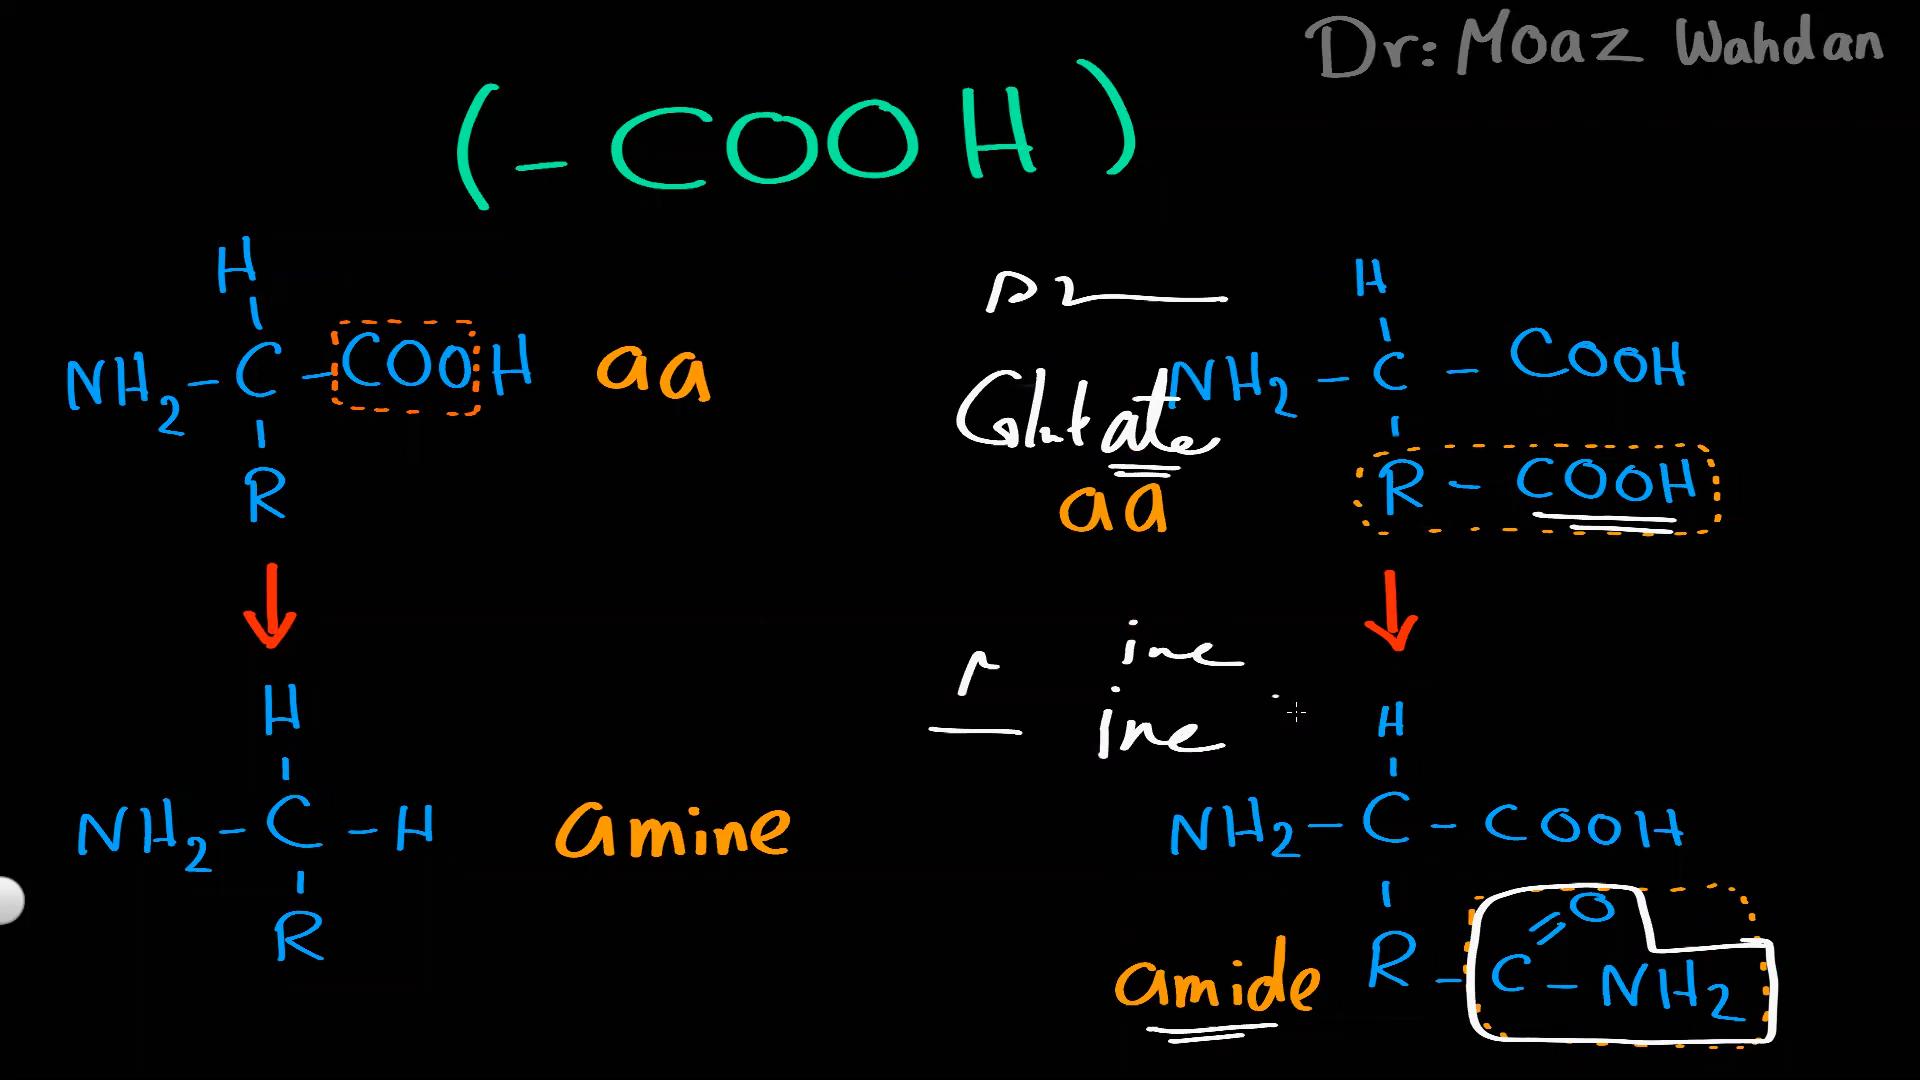 Dr: Moaz Wahdan
(- COOH)
H
NH2 - C - COOH aa
R
H
NH2 - C - H amine
R
H
NH2 - C - COOH
Glutate
aa
R - COOH
ine
ine
H
NH2 - C - COOH
O
amide R - C - NH2